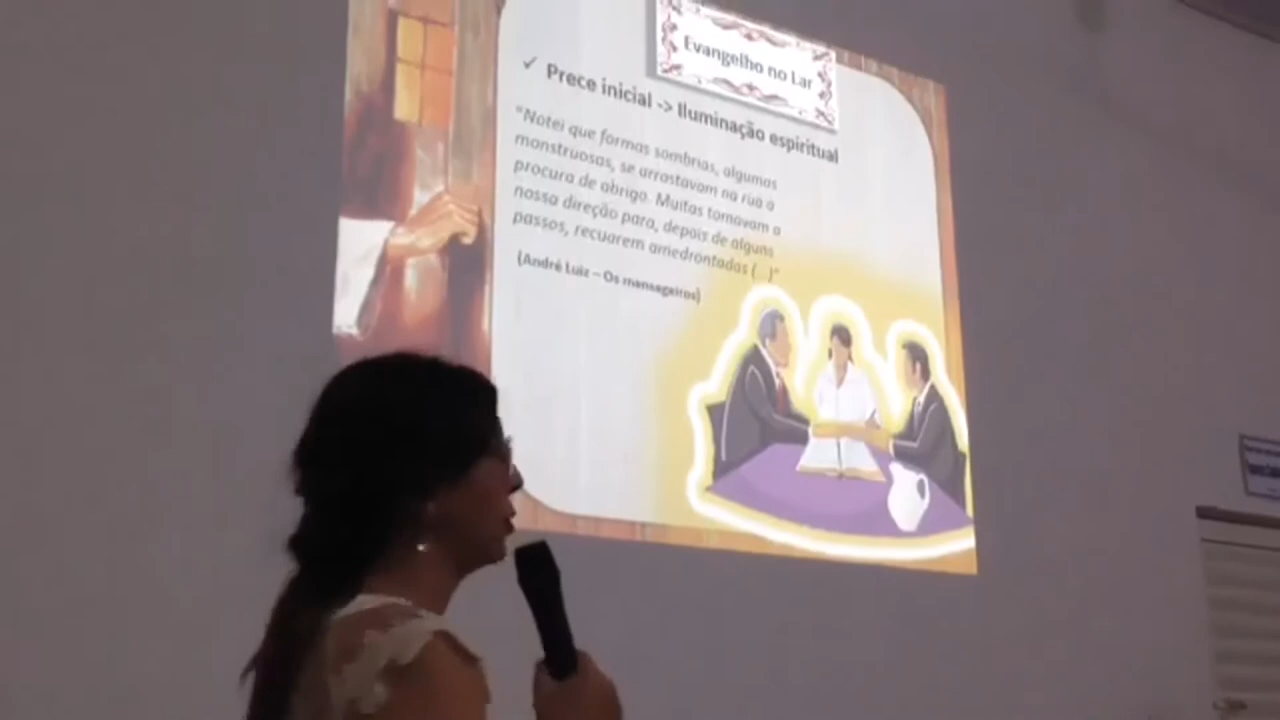 Evangelho no Lar
✓ Prece inicial -> Iluminação espiritual
"Notei que formas sombrias, algumas
monstruosas, se arrastavam na rua à
procura de abrigo. Muitas tomavam a
nossa direção para, depois de alguns
passos, recuarem amedrontadas (...)"
(André Luiz – Os mensageiros)